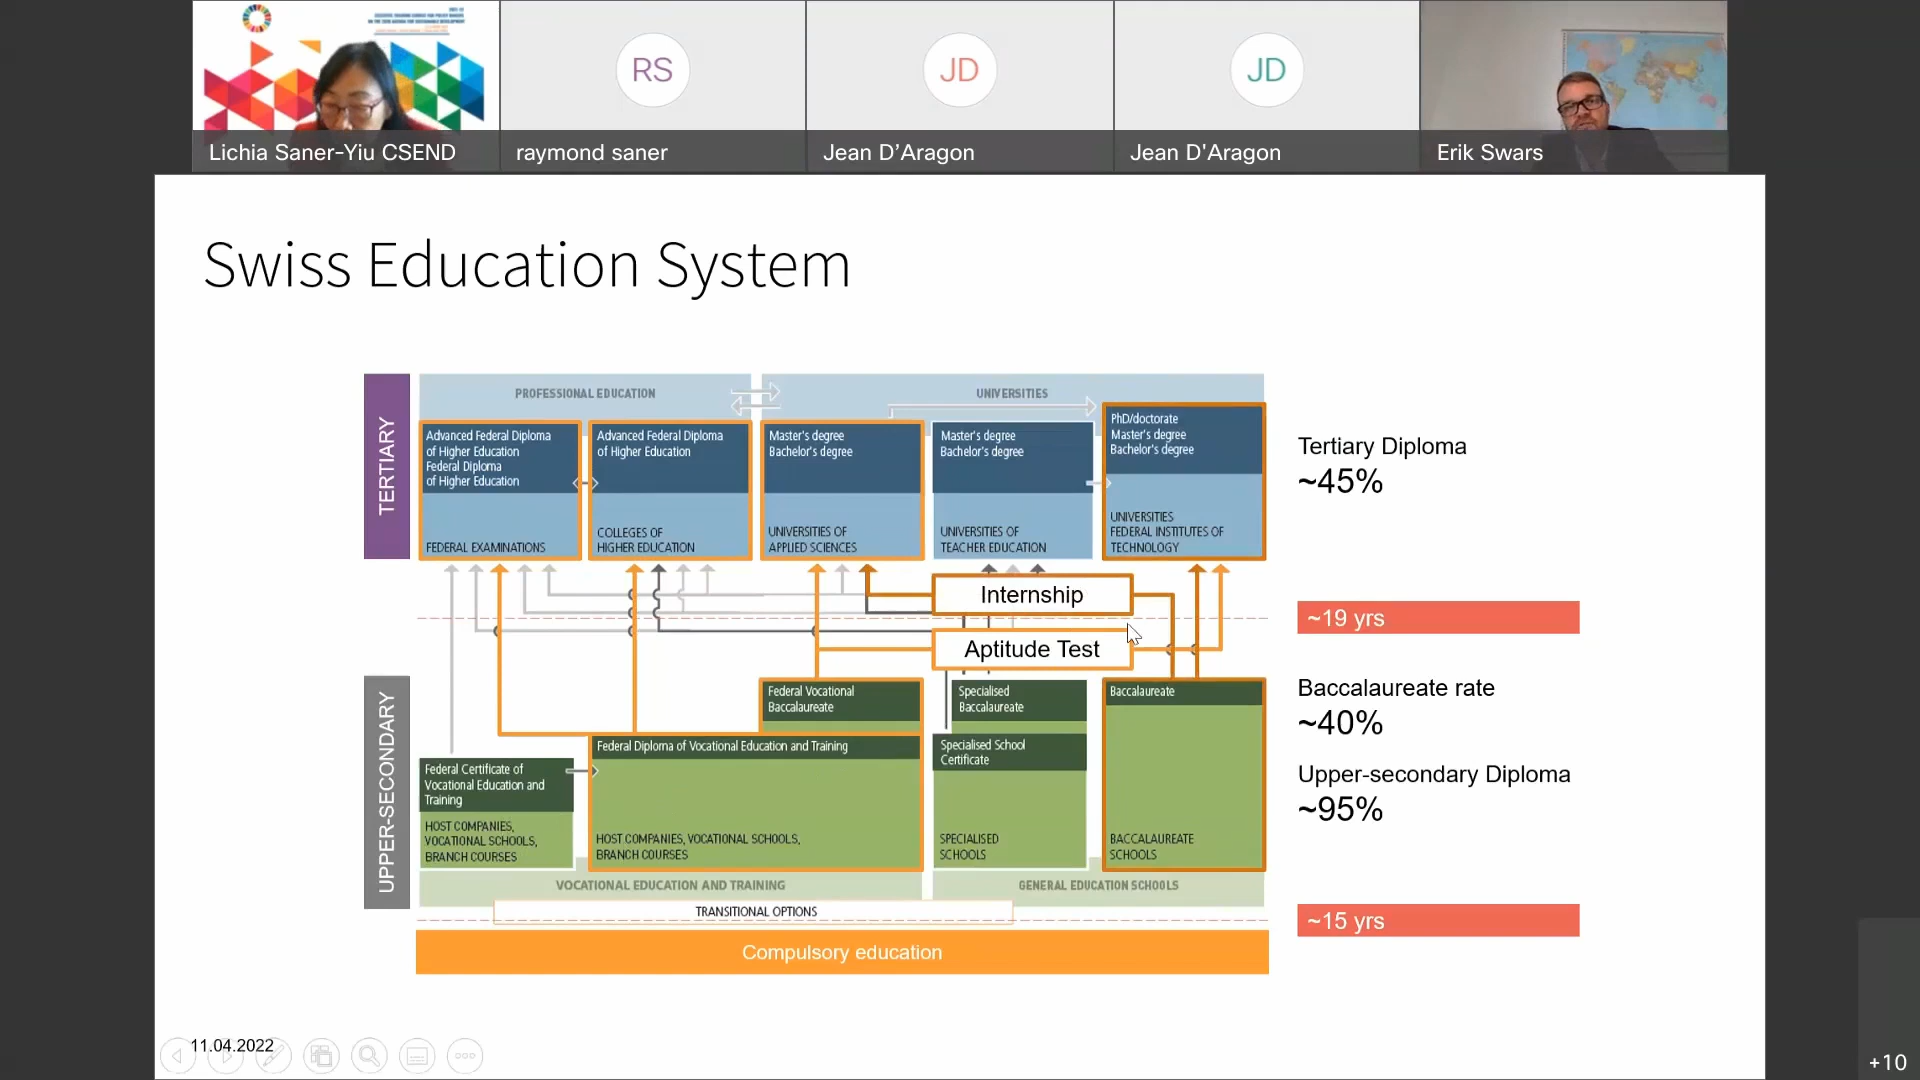 RS
JD
JD
Lichia Saner-Yiu CSEND
raymond saner
Jean D’Aragon
Jean D'Aragon
Erik Swars
Swiss Education System
TERTIARY
PROFESSIONAL EDUCATION
UNIVERSITIES
Advanced Federal Diploma
of Higher Education
Federal Diploma
of Higher Education
FEDERAL EXAMINATIONS
Advanced Federal Diploma
of Higher Education
COLLEGES OF
HIGHER EDUCATION
Master's degree
Bachelor's degree
UNIVERSITIES OF
APPLIED SCIENCES
Master's degree
Bachelor's degree
UNIVERSITIES OF
TEACHER EDUCATION
PhD/doctorate
Master's degree
Bachelor's degree
UNIVERSITIES
FEDERAL INSTITUTES OF
TECHNOLOGY
Tertiary Diploma
~45%
Internship
~19 yrs
Aptitude Test
UPPER-SECONDARY
Federal Certificate of
Vocational Education and
Training
HOST COMPANIES,
VOCATIONAL SCHOOLS,
BRANCH COURSES
Federal Vocational
Baccalaureate
Federal Diploma of Vocational Education and Training
HOST COMPANIES, VOCATIONAL SCHOOLS,
BRANCH COURSES
Specialised
Baccalaureate
Specialised School
Certificate
SPECIALISED
SCHOOLS
Baccalaureate
BACCALAUREATE
SCHOOLS
Baccalaureate rate
~40%
Upper-secondary Diploma
~95%
VOCATIONAL EDUCATION AND TRAINING
GENERAL EDUCATION SCHOOLS
TRANSITIONAL OPTIONS
~15 yrs
Compulsory education
11.04.2022
+10